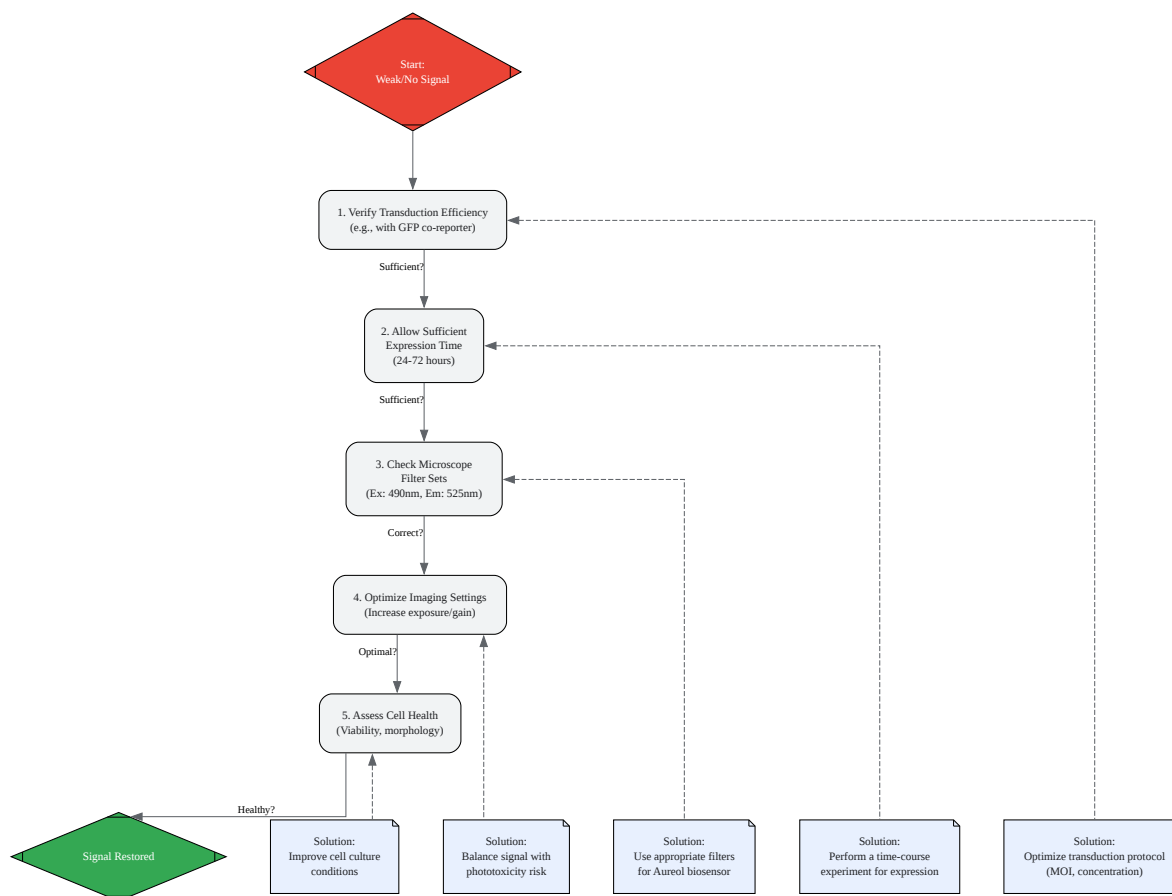 Start:
Weak/No Signal
1. Verify Transduction Efficiency
(e.g., with GFP co-reporter)
Sufficient?
2. Allow Sufficient
Expression Time
(24-72 hours)
Sufficient?
3. Check Microscope
Filter Sets
(Ex: 490nm, Em: 525nm)
Correct?
4. Optimize Imaging Settings
(Increase exposure/gain)
Optimal?
5. Assess Cell Health
(Viability, morphology)
Healthy?
Signal Restored
Solution:
Improve cell culture
conditions
Solution:
Balance signal with
phototoxicity risk
Solution:
Use appropriate filters
for Aureol biosensor
Solution:
Perform a time-course
experiment for expression
Solution:
Optimize transduction protocol
(MOI, concentration)